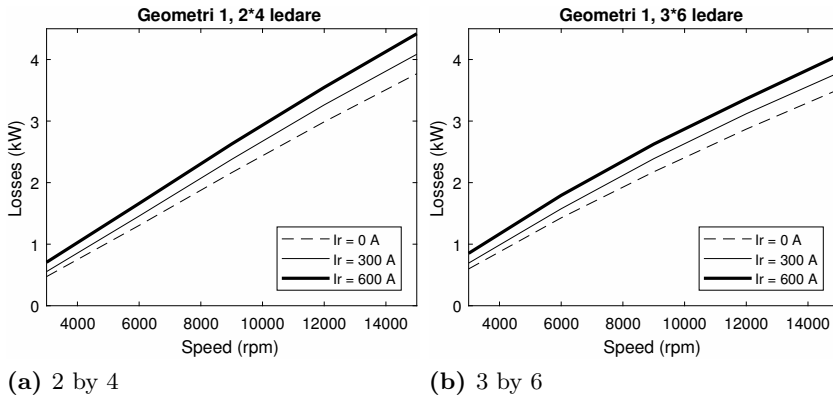 Geometri 1, 2*4 ledare
4
3
2
1
0
Losses (kW)
4000 6000 8000 10000 12000 14000
Speed (rpm)
Ir = 0 A
Ir = 300 A
Ir = 600 A
(a) 2 by 4
Geometri 1, 3*6 ledare
4
3
2
1
0
Losses (kW)
4000 6000 8000 10000 12000 14000
Speed (rpm)
Ir = 0 A
Ir = 300 A
Ir = 600 A
(b) 3 by 6